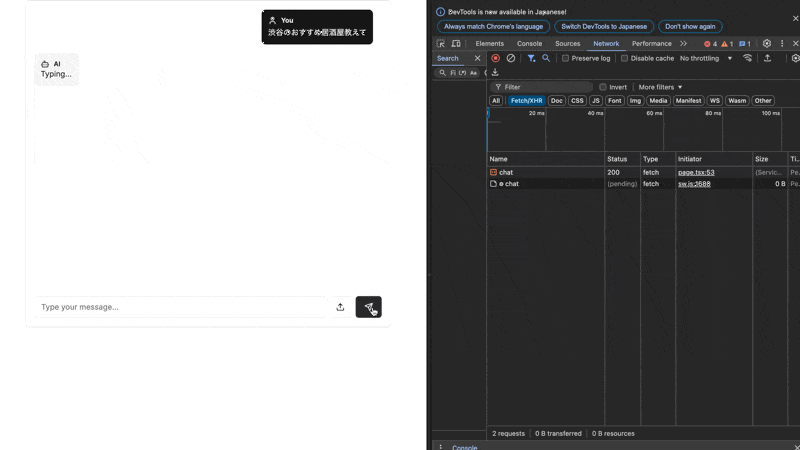 You
渋谷のおすすめ居酒屋教えて
AI
Typing...
Type your message...
DevTools is now available in Japanese!
Always match Chrome's language
Switch DevTools to Japanese
Don't show again
Elements
Console
Sources
Network
Performance
4
1
1
Search
Preserve log
Disable cache
No throttling
(.*)
Aa
Filter
Invert
More filters
All
Fetch/XHR
Doc
CSS
JS
Font
Img
Media
Manifest
WS
Wasm
Other
20 ms
40 ms
60 ms
80 ms
100 ms
Name
Status
Type
Initiator
Size
Ti...
chat
200
fetch
page.tsx:53
(Servic...
Pe...
chat
(pending)
fetch
0 B
Pe...
2 requests
0 B transferred
0 B resources
Console